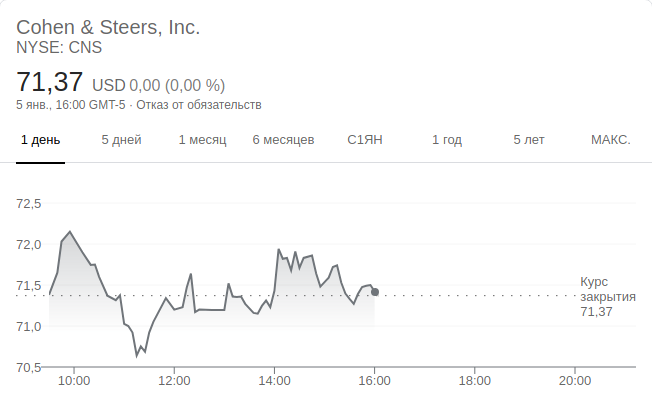 Cohen & Steers, Inc.
NYSE: CNS
71,37 USD 0,00 (0,00 %)
5 янв., 16:00 GMT-5 · Отказ от обязательств
1 день 5 дней 1 месяц 6 месяцев С1ЯН 1 год 5 лет МАКС.
72,5
72,0
71,5
71,0
70,5
Курс
закрытия
71,37
10:00 12:00 14:00 16:00 18:00 20:00